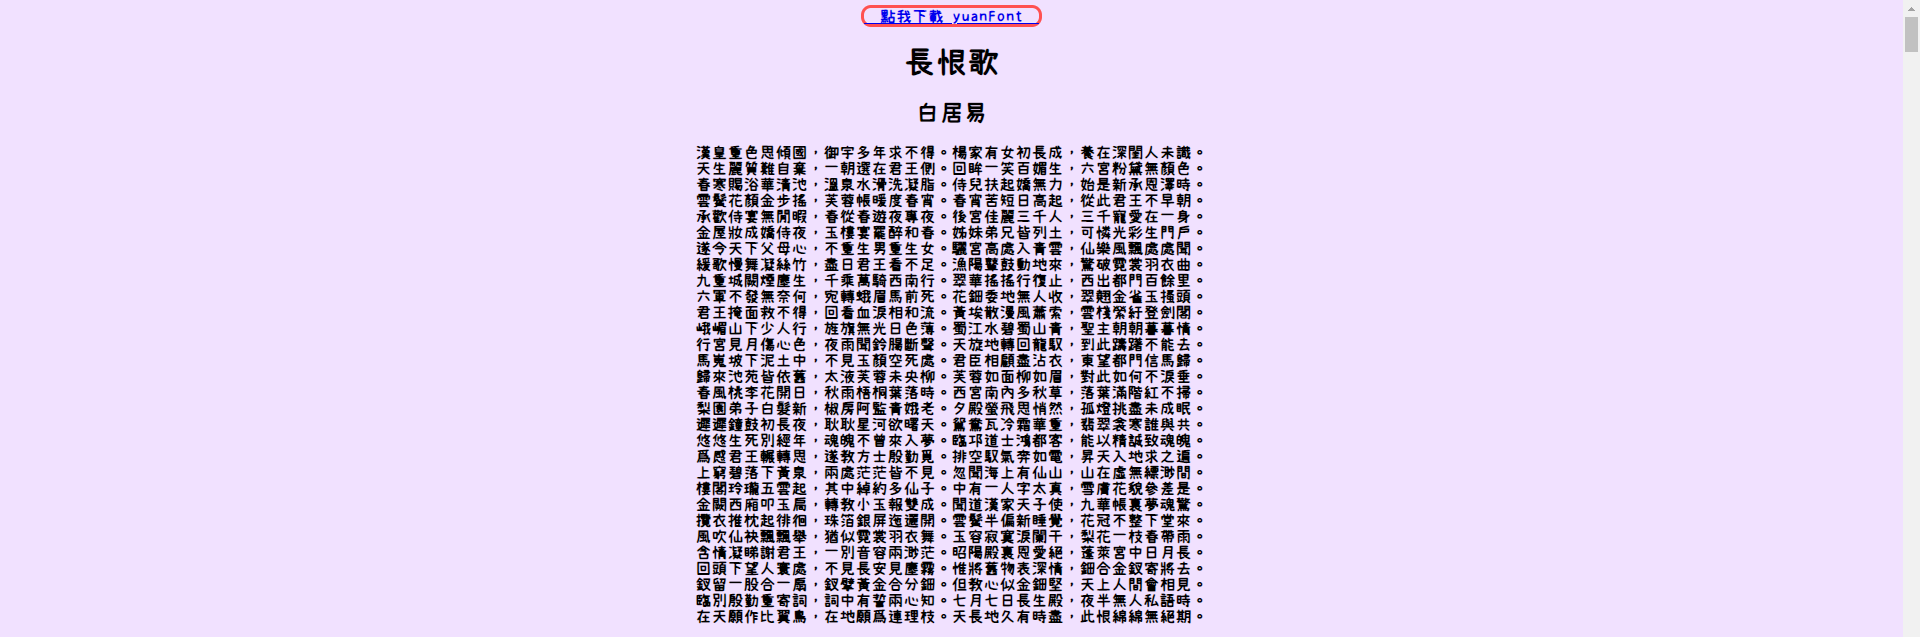 點我下載 yuanFont
長恨歌
白居易
漢皇重色思傾國，御宇多年求不得。楊家有女初長成，養在深閨人未識。
天生麗質難自棄，一朝選在君王側。回眸一笑百媚生，六宮粉黛無顏色。
春寒賜浴華清池，溫泉水滑洗凝脂。侍兒扶起嬌無力，始是新承恩澤時。
雲鬢花顏金步搖，芙蓉帳暖度春宵。春宵苦短日高起，從此君王不早朝。
承歡侍宴無閒暇，春從春遊夜專夜。後宮佳麗三千人，三千寵愛在一身。
金屋妝成嬌侍夜，玉樓宴罷醉和春。姊妹弟兄皆列土，可憐光彩生門戶。
遂令天下父母心，不重生男重生女。驪宮高處入青雲，仙樂風飄處處聞。
緩歌慢舞凝絲竹，盡日君王看不足。漁陽鼙鼓動地來，驚破霓裳羽衣曲。
九重城闕煙塵生，千乘萬騎西南行。翠華搖搖行復止，西出都門百餘里。
六軍不發無奈何，宛轉蛾眉馬前死。花鈿委地無人收，翠翹金雀玉搔頭。
君王掩面救不得，回看血淚相和流。黃埃散漫風蕭索，雲棧縈紆登劍閣。
峨嵋山下少人行，旌旗無光日色薄。蜀江水碧蜀山青，聖主朝朝暮暮情。
行宮見月傷心色，夜雨聞鈴腸斷聲。天旋地轉回龍馭，到此躊躇不能去。
馬嵬坡下泥土中，不見玉顏空死處。君臣相顧盡沾衣，東望都門信馬歸。
歸來池苑皆依舊，太液芙蓉未央柳。芙蓉如面柳如眉，對此如何不淚垂。
春風桃李花開日，秋雨梧桐葉落時。西宮南內多秋草，落葉滿階紅不掃。
梨園弟子白髮新，椒房阿監青娥老。夕殿螢飛思悄然，孤燈挑盡未成眠。
遲遲鐘鼓初長夜，耿耿星河欲曙天。鴛鴦瓦冷霜華重，翡翠衾寒誰與共。
悠悠生死別經年，魂魄不曾來入夢。臨邛道士鴻都客，能以精誠致魂魄。
爲感君王輾轉思，遂教方士殷勤覓。排空馭氣奔如電，昇天入地求之遍。
上窮碧落下黃泉，兩處茫茫皆不見。忽聞海上有仙山，山在虛無縹渺間。
樓閣玲瓏五雲起，其中綽約多仙子。中有一人字太真，雪膚花貌參差是。
金闕西廂叩玉扃，轉教小玉報雙成。聞道漢家天子使，九華帳裏夢魂驚。
攬衣推枕起徘徊，珠箔銀屏迤邐開。雲鬢半偏新睡覺，花冠不整下堂來。
風吹仙袂飄飄舉，猶似霓裳羽衣舞。玉容寂寞淚闌干，梨花一枝春帶雨。
含情凝睇謝君王，一別音容兩渺茫。昭陽殿裏恩愛絕，蓬萊宮中日月長。
回頭下望人寰處，不見長安見塵霧。惟將舊物表深情，鈿合金釵寄將去。
釵留一股合一扇，釵擘黃金合分鈿。但教心似金鈿堅，天上人間會相見。
臨別殷勤重寄詞，詞中有誓兩心知。七月七日長生殿，夜半無人私語時。
在天願作比翼鳥，在地願爲連理枝。天長地久有時盡，此恨綿綿無絕期。